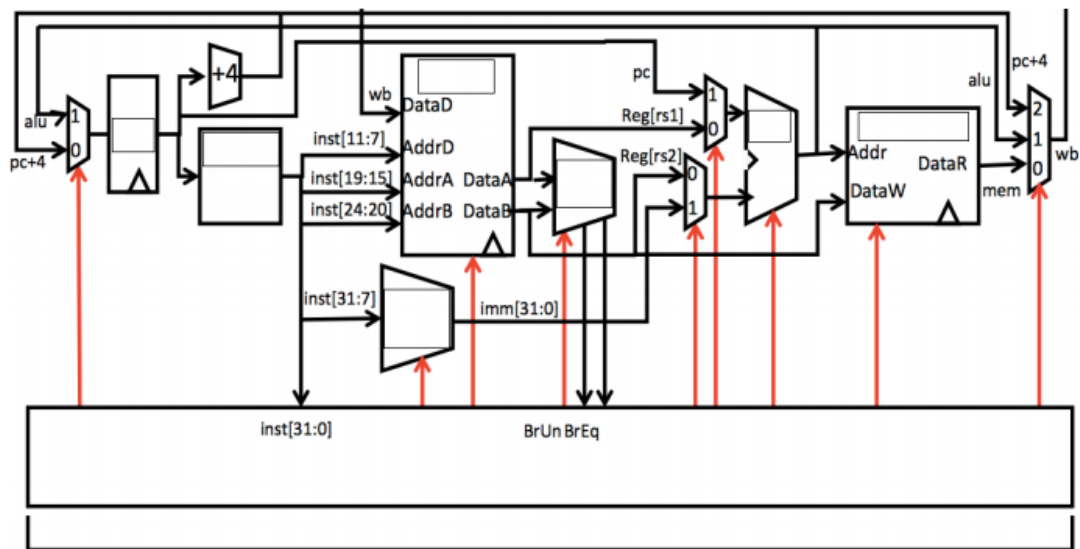 alu
pc+4
1
0
+4
wb
DataD
inst[11:7]
AddrD
inst[19:15]
AddrA
DataA
inst[24:20]
AddrB
DataB
inst[31:7]
imm[31:0]
pc
Reg[rs1]
Reg[rs2]
1
0
0
1
Addr
DataR
DataW
alu
pc+4
mem
2
1
0
wb
inst[31:0]
BrUn BrEq